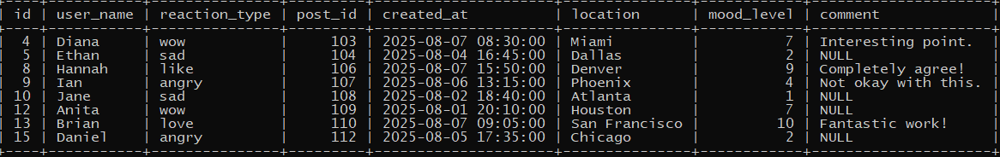 | id | user_name | reaction_type | post_id | created_at | location | mood_level | comment |
| 4 | Diana | wow | 103 | 2025-08-07 08:30:00 | Miami | 7 | Interesting point. |
| 5 | Ethan | sad | 104 | 2025-08-04 16:45:00 | Dallas | 2 | NULL |
| 8 | Hannah | like | 106 | 2025-08-07 15:50:00 | Denver | 9 | Completely agree! |
| 9 | Ian | angry | 107 | 2025-08-06 13:15:00 | Phoenix | 4 | Not okay with this. |
| 10 | Jane | sad | 108 | 2025-08-02 18:40:00 | Atlanta | 1 | NULL |
| 12 | Anita | wow | 109 | 2025-08-01 20:10:00 | Houston | 7 | NULL |
| 13 | Brian | love | 110 | 2025-08-07 09:05:00 | San Francisco | 10 | Fantastic work! |
| 15 | Daniel | angry | 112 | 2025-08-05 17:35:00 | Chicago | 2 | NULL |